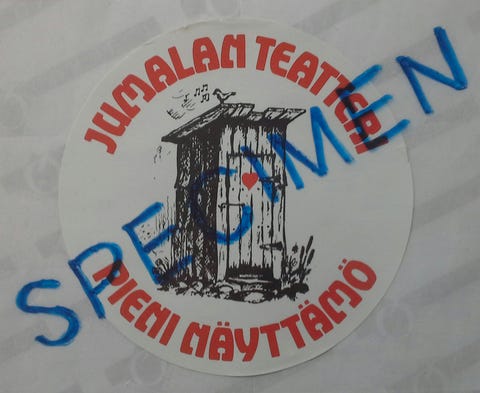 JUMALAN TEATTERI
SPECIMEN
PIENI NÄYTTÄMÖ